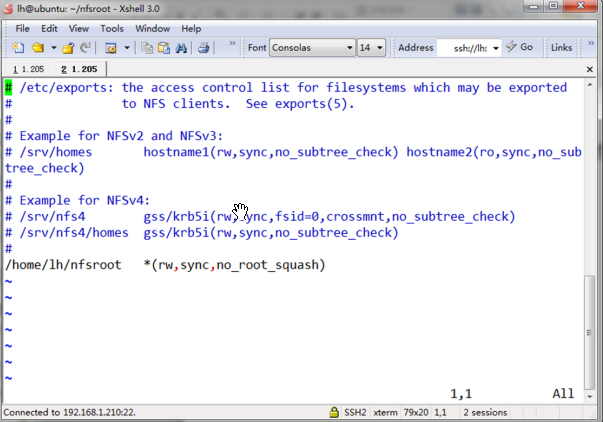 lh@ubuntu: ~/nfsroot - Xshell 3.0
File Edit View Tools Window Help
Font Consolas 14 Address ssh://lh: Go Links
1 1.205 2 1.205
# /etc/exports: the access control list for filesystems which may be exported
# to NFS clients. See exports(5).
#
# Example for NFSv2 and NFSv3:
# /srv/homes hostname1(rw,sync,no_subtree_check) hostname2(ro,sync,no_sub
tree_check)
#
# Example for NFSv4:
# /srv/nfs4 gss/krb5i(rw,sync,fsid=0,crossmnt,no_subtree_check)
# /srv/nfs4/homes gss/krb5i(rw,sync,no_subtree_check)
#
/home/lh/nfsroot *(rw,sync,no_root_squash)
~
~
~
~
~
~
~
1,1 All
Connected to 192.168.1.210:22. SSH2 xterm 79x20 1,1 2 sessions